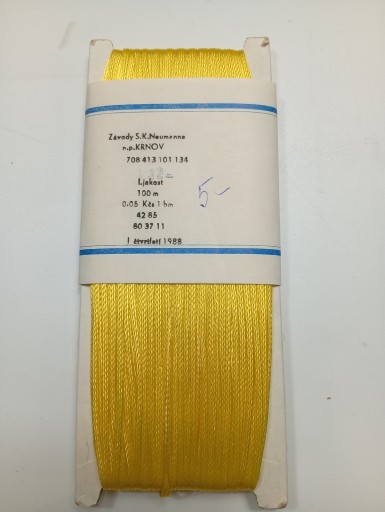 Závody S.K.Neumanna
n.p.KRNOV
708 413 101 134
I.jakost
100 m
0.05 Kčs 1 bm
42 85
80 37 11
I čtvrtletí 1988
5-